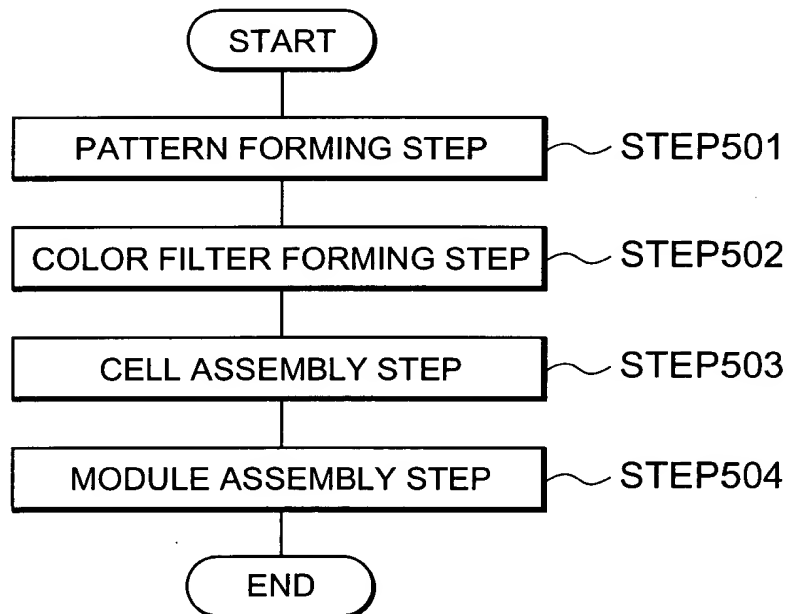 START
PATTERN FORMING STEP STEP501
COLOR FILTER FORMING STEP STEP502
CELL ASSEMBLY STEP STEP503
MODULE ASSEMBLY STEP STEP504
END